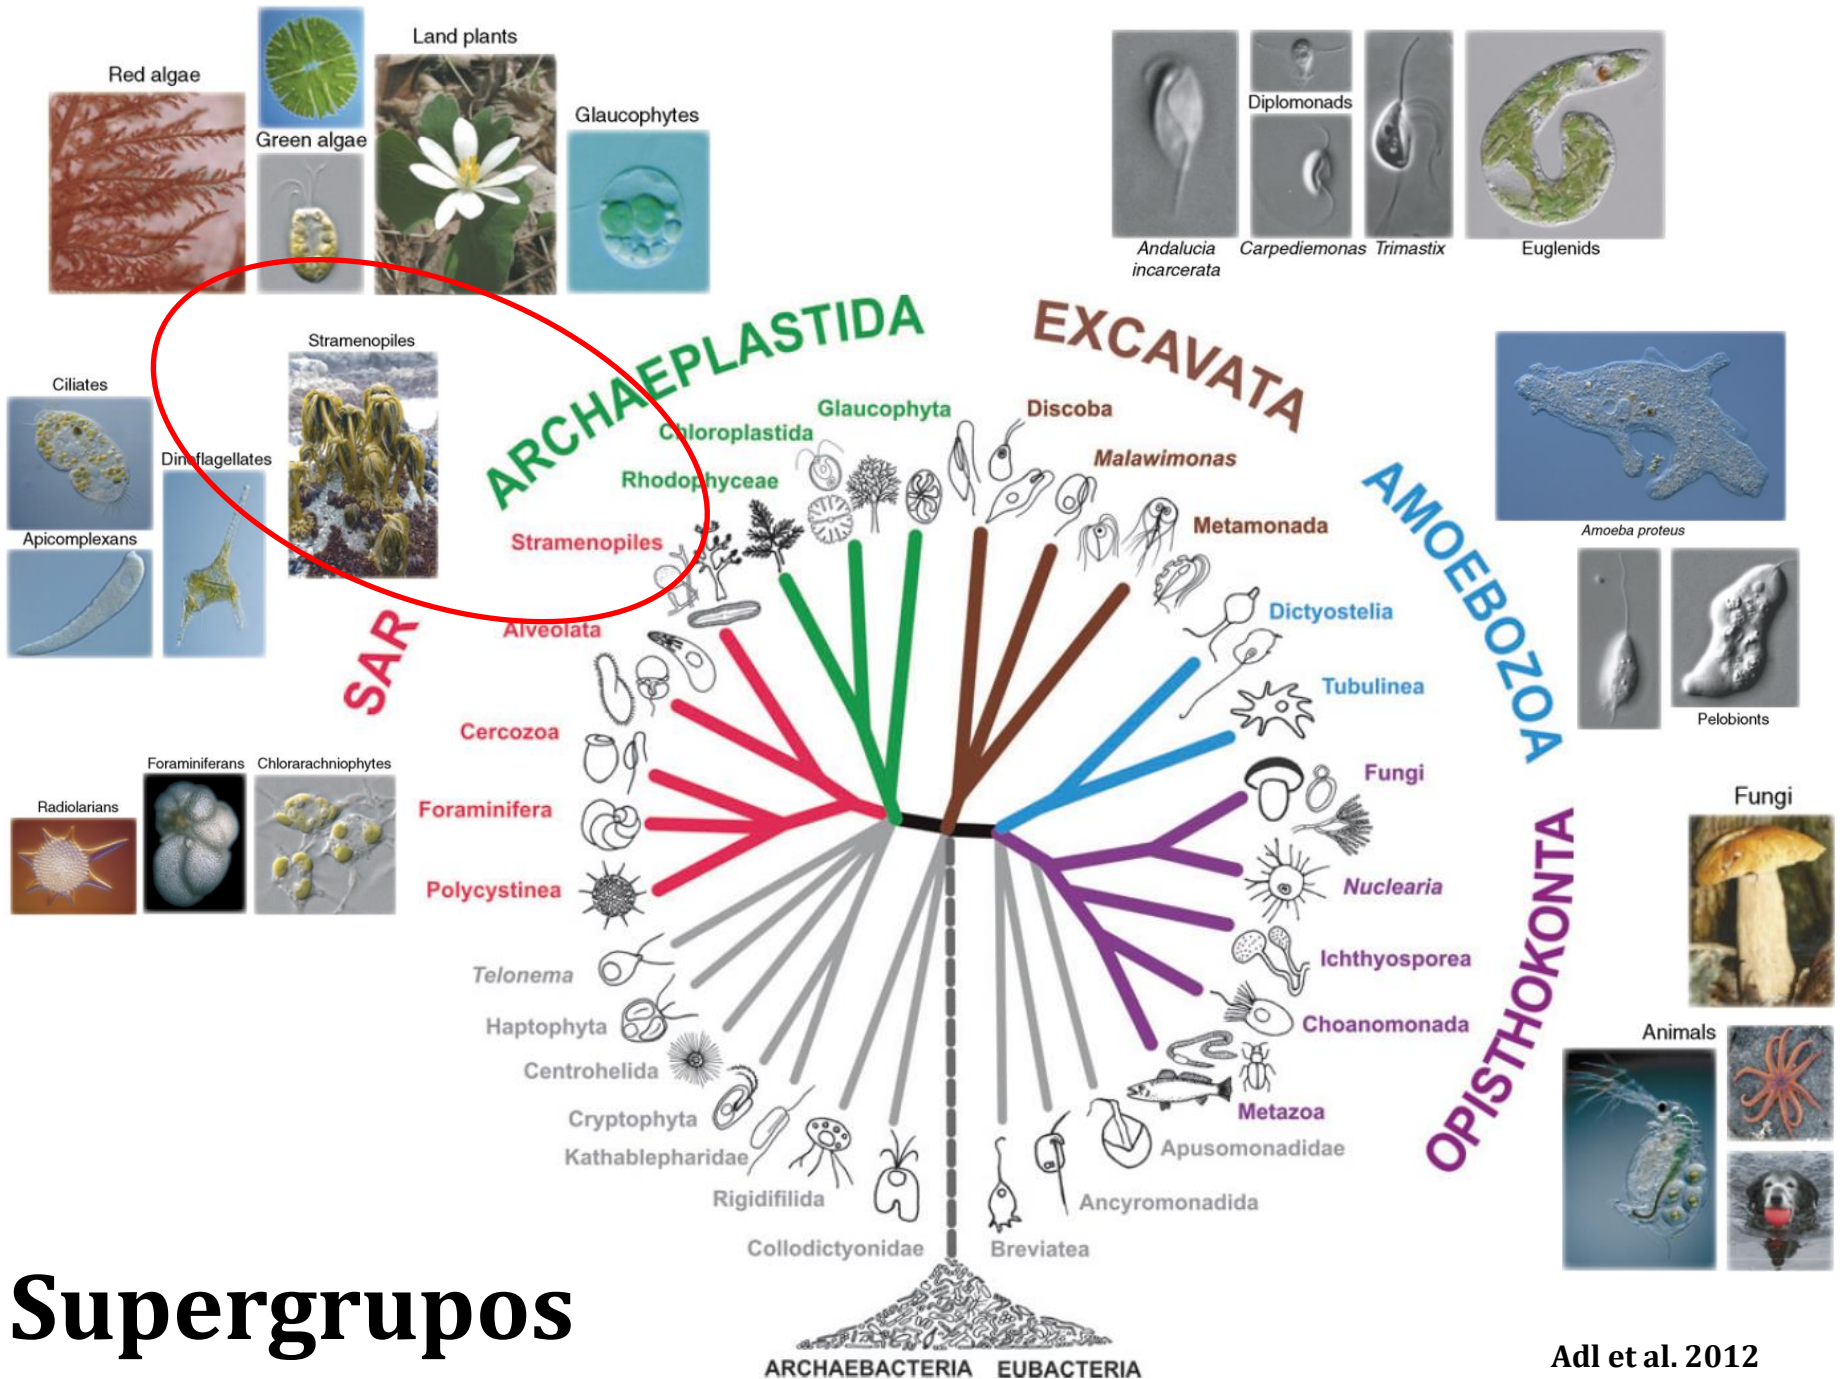 Land plants
Red algae
Green algae
Glaucophytes
Diplomonads
Andalucia
incarcerata
Carpediemonas
Trimastix
Euglenids
Stramenopiles
Ciliates
Dinoflagellates
Apicomplexans
ARCHAEPLASTIDA
EXCAVATA
AMOEBOZOA
OPISTHOKONTA
SAR
Glaucophyta
Chloroplastida
Rhodophyceae
Stramenopiles
Alveolata
Cercozoa
Foraminifera
Polycystinea
Discoba
Malawimonas
Metamonada
Dictyostelia
Tubulinea
Fungi
Nuclearia
Ichthyosporea
Choanomonada
Metazoa
Apusomonadidae
Ancyromonadida
Breviatea
Telonema
Haptophyta
Centrohelida
Cryptophyta
Kathablepharidae
Rigidifilida
Collodictyonidae
Amoeba proteus
Pelobionts
Foraminiferans
Chlorarachniophytes
Radiolarians
Fungi
Animals
Supergrupos
ARCHAEBACTERIA EUBACTERIA
Adl et al. 2012